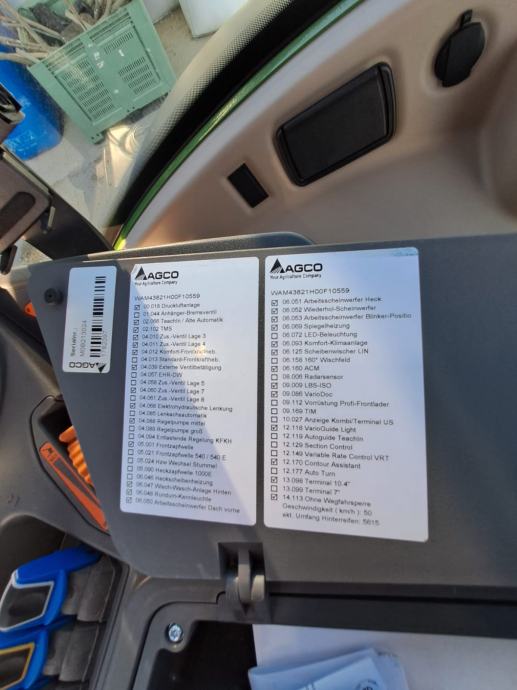 AGCO
Your Agriculture Company
WAM43821H00F10559
☑ 00.018 Druckluftanlage
☐ 01.044 Anhänger-Bremsventil
☑ 02.066 Teachln / Alte Automatik
☑ 02.102 TMS
☑ 04.010 Zus.-Ventil Lage 3
☑ 04.011 Zus.-Ventil Lage 4
☑ 04.012 Komfort-Frontkraftheb.
☐ 04.013 Standard-Frontkraftheb.
☑ 04.039 Externe Ventilbetätigung
☐ 04.057 EHR-DW
☐ 04.058 Zus.-Ventil Lage 5
☐ 04.060 Zus.-Ventil Lage 7
☐ 04.061 Zus.-Ventil Lage 8
☑ 04.068 Elektrohydraulische Lenkung
☐ 04.085 Lenkachsautomatik
☑ 04.088 Regelpumpe mittel
☐ 04.089 Regelpumpe groß
☐ 04.094 Entlastende Regelung KFKH
☑ 05.001 Frontzapfwelle
☐ 05.021 Frontzapfwelle 540 / 540 E
☐ 05.024 Hzw Wechsel Stummel
☐ 05.090 Heckzapfwelle 1000E
☐ 06.046 Heckscheibenheizung
☑ 06.047 Wisch-Wasch-Anlage Hinten
☑ 06.048 Rundum-Kennleuchte
☑ 06.050 Arbeitsscheinwerfer Dach vorne
AGCO
Your Agriculture Company
WAM43821H00F10559
☑ 06.051 Arbeitsscheinwerfer Heck
☑ 06.052 Wiederhol-Scheinwerfer
☑ 06.053 Arbeitsscheinwerfer Blinker-Positio
☑ 06.069 Spiegelheizung
☐ 06.072 LED-Beleuchtung
☑ 06.093 Komfort-Klimaanlage
☑ 06.125 Scheibenwischer LIN
☐ 06.158 160° Wischfeld
☑ 06.160 ACM
☐ 08.006 Radarsensor
☑ 09.009 LBS-ISO
☑ 09.086 VarioDoc
☐ 09.112 Vorrüstung Profi-Frontlader
☐ 09.169 TIM
☐ 10.027 Anzeige Kombi/Terminal US
☑ 12.118 VarioGuide Light
☐ 12.119 Autoguide Teachln
☐ 12.129 Section Control
☐ 12.149 Variable Rate Control VRT
☑ 12.170 Contour Assistant
☐ 12.177 Auto Turn
☑ 13.098 Terminal 10.4"
☐ 13.099 Terminal 7"
☑ 14.113 Ohne Wegfahrsperre
Geschwindigkeit ( km/h ): 50
exl. Umfang Hinterreifen: 5615
AGCO